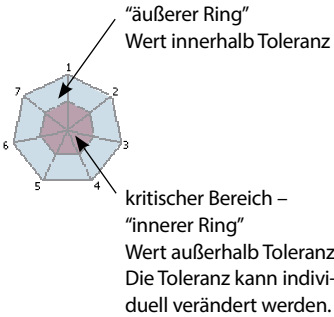 “äußerer Ring”
Wert innerhalb Toleranz
1
7
2
6
3
5
4
kritischer Bereich –
“innerer Ring”
Wert außerhalb Toleranz
Die Toleranz kann indivi-
duell verändert werden.